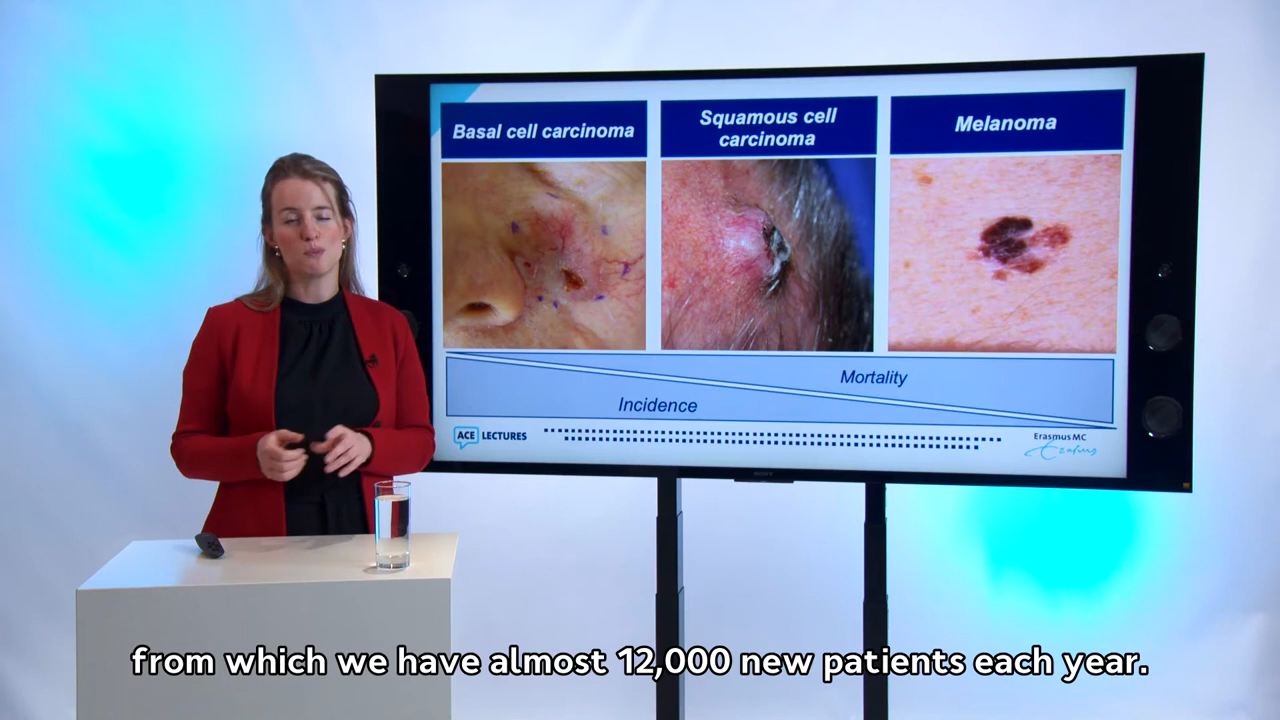 Basal cell carcinoma
Squamous cell
carcinoma
Melanoma
Mortality
Incidence
ACE LECTURES
Erasmus MC
Erasmus
from which we have almost 12,000 new patients each year.